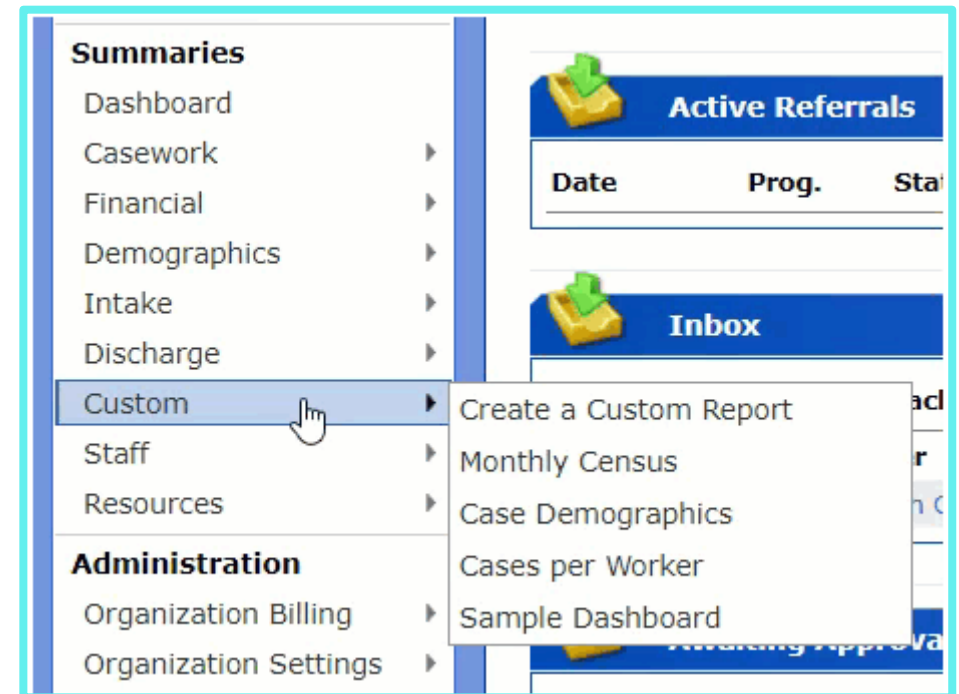 Summaries
Dashboard
Casework
Financial
Demographics
Intake
Discharge
Custom
Staff
Resources
Administration
Organization Billing
Organization Settings
Create a Custom Report
Monthly Census
Case Demographics
Cases per Worker
Sample Dashboard
Active Referrals
Date Prog.
Inbox
Awaiting